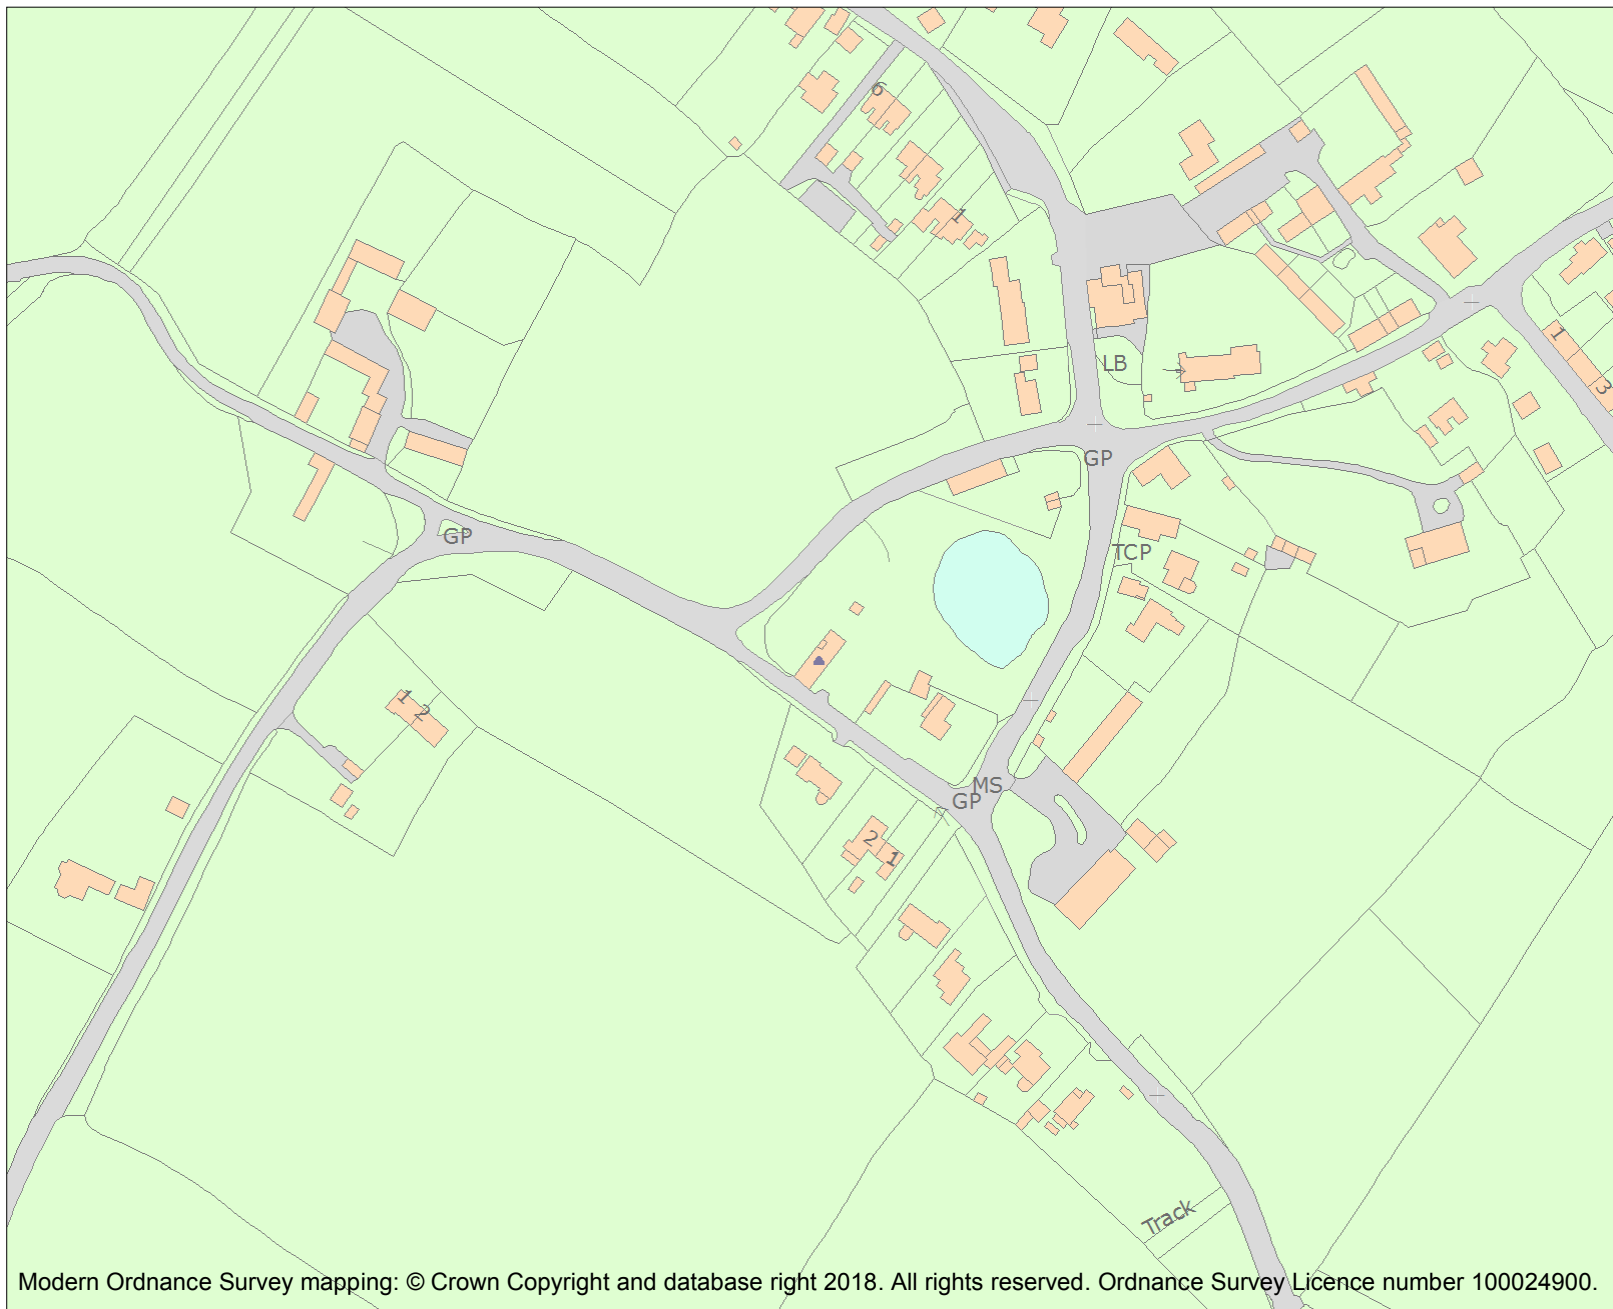 6
1
LB
1
3
GP
GP
TCP
1
2
MS
GP
2
1
Track
Modern Ordnance Survey mapping: © Crown Copyright and database right 2018. All rights reserved. Ordnance Survey Licence number 100024900.